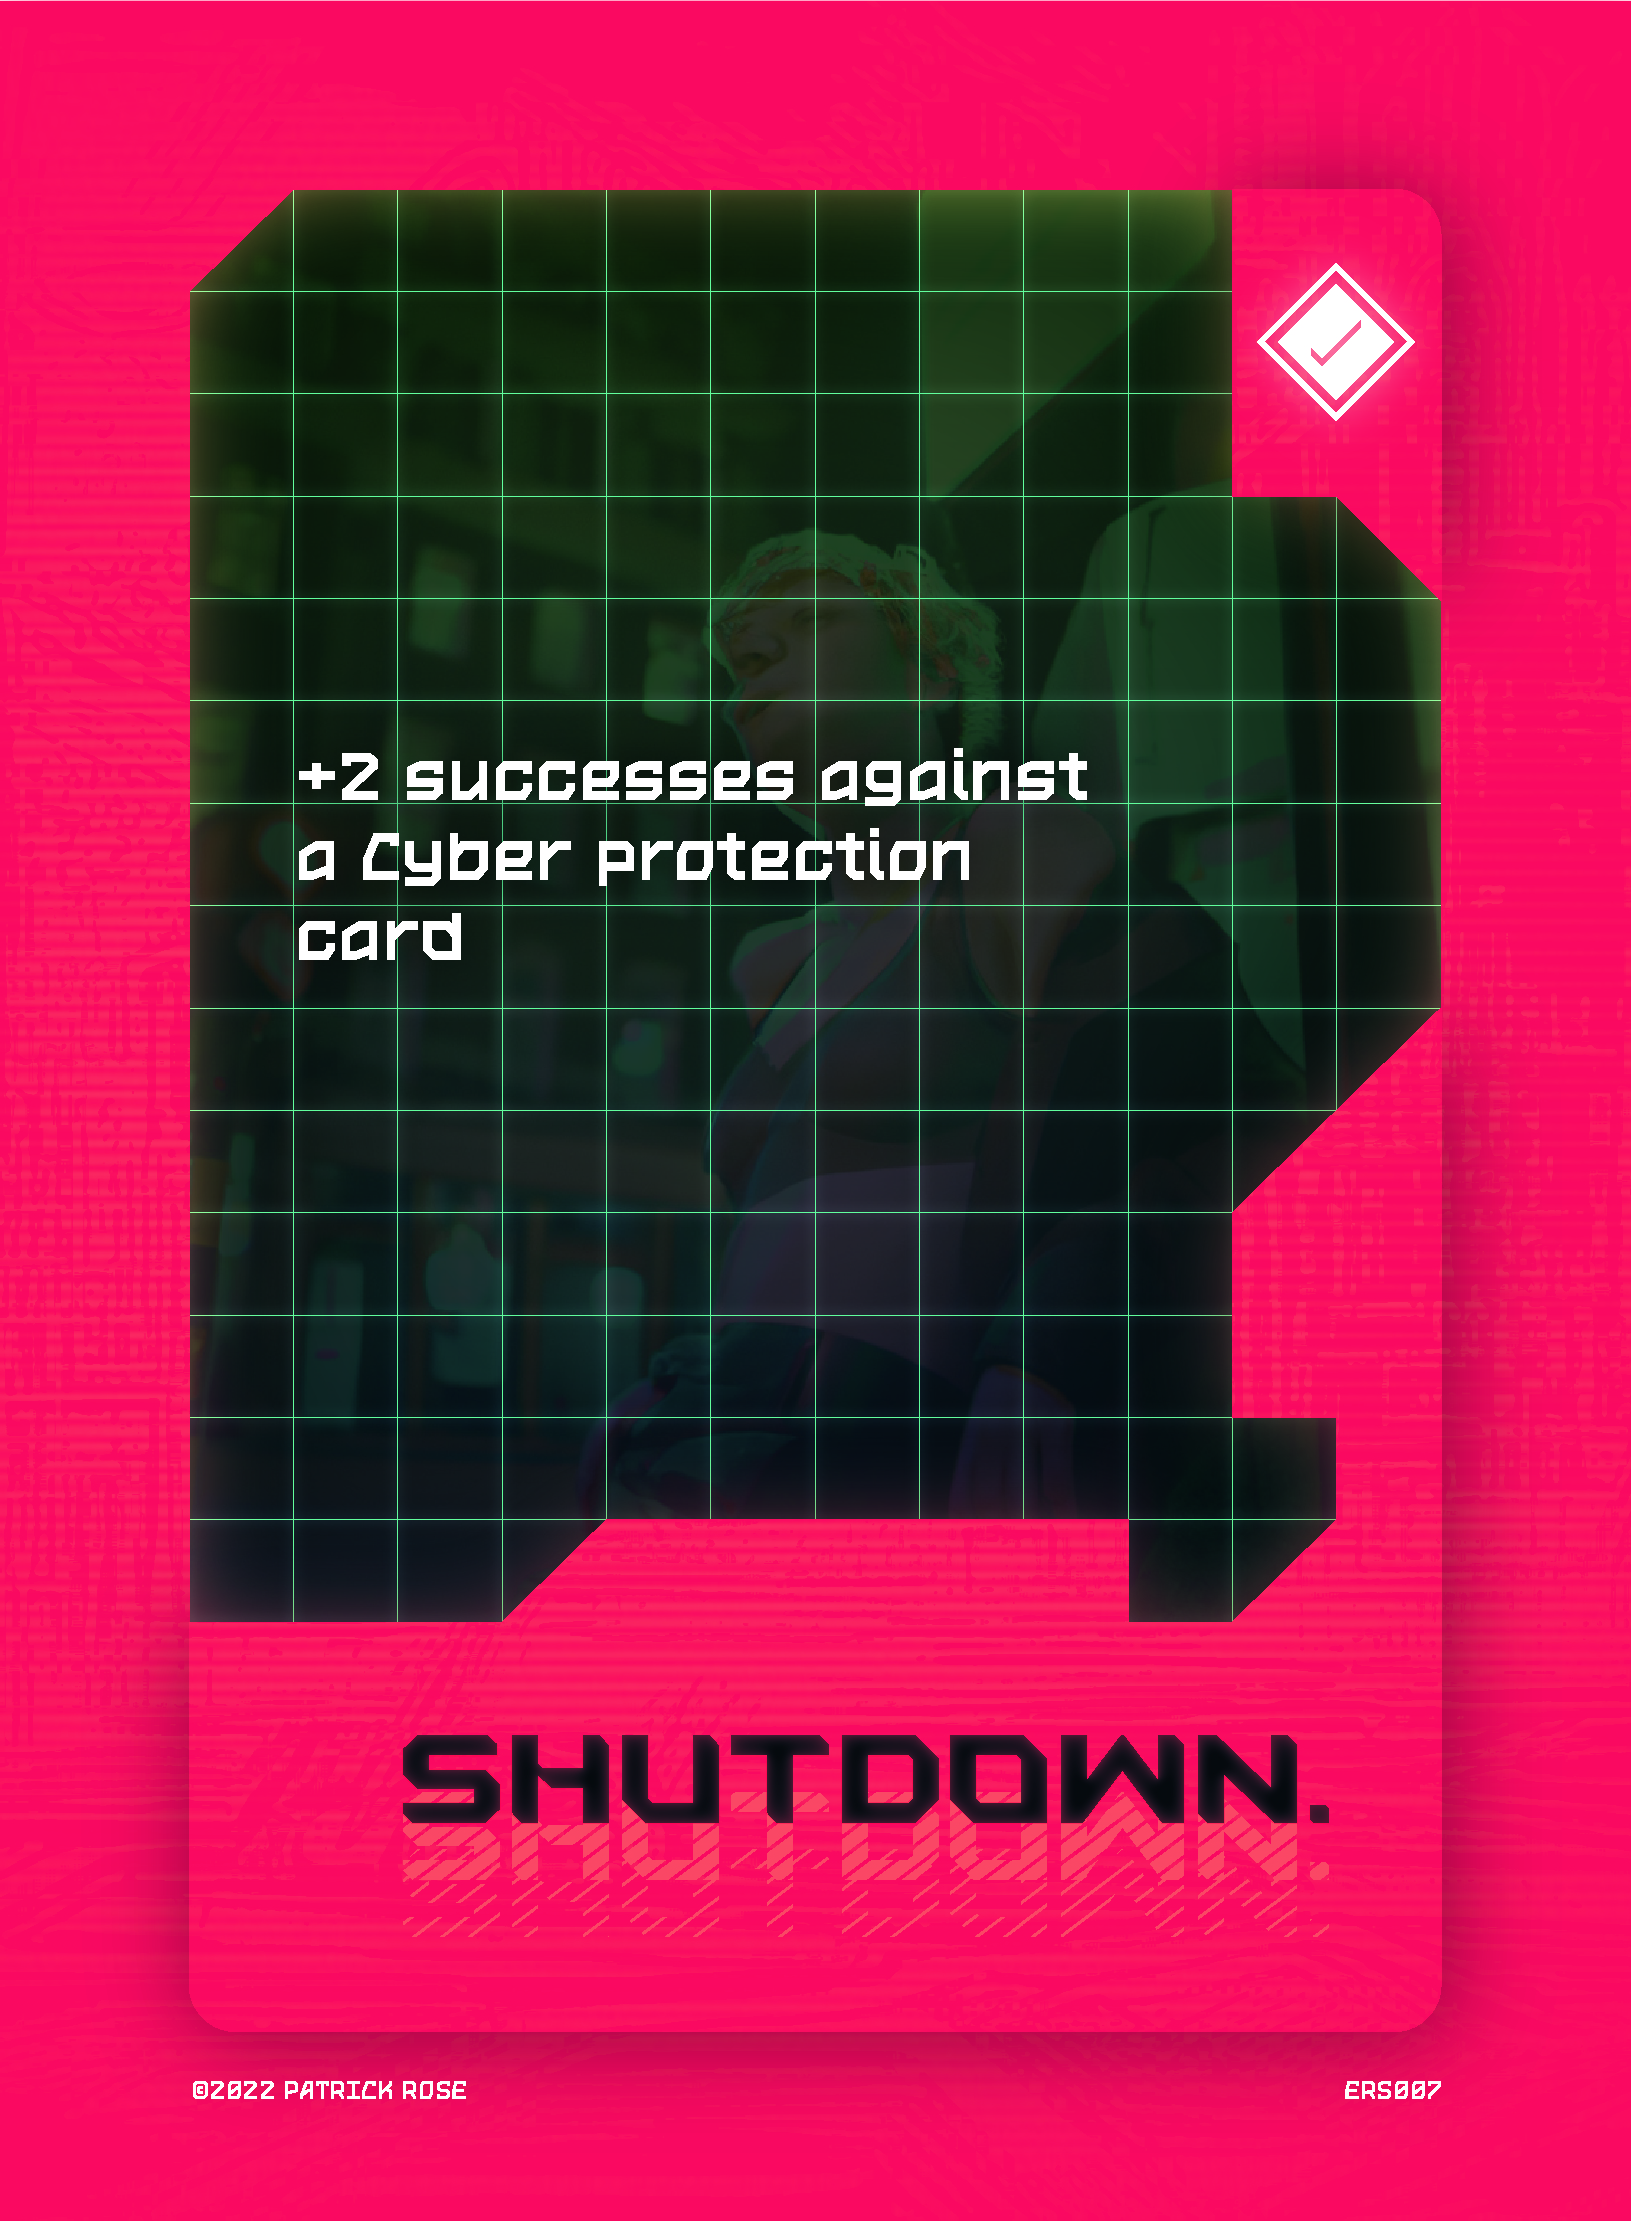 +2 successes against
a Cyber protection
card
SHUTDOWN.
SHUTDOWN.
©2022 PATRICK ROSE
ERS007